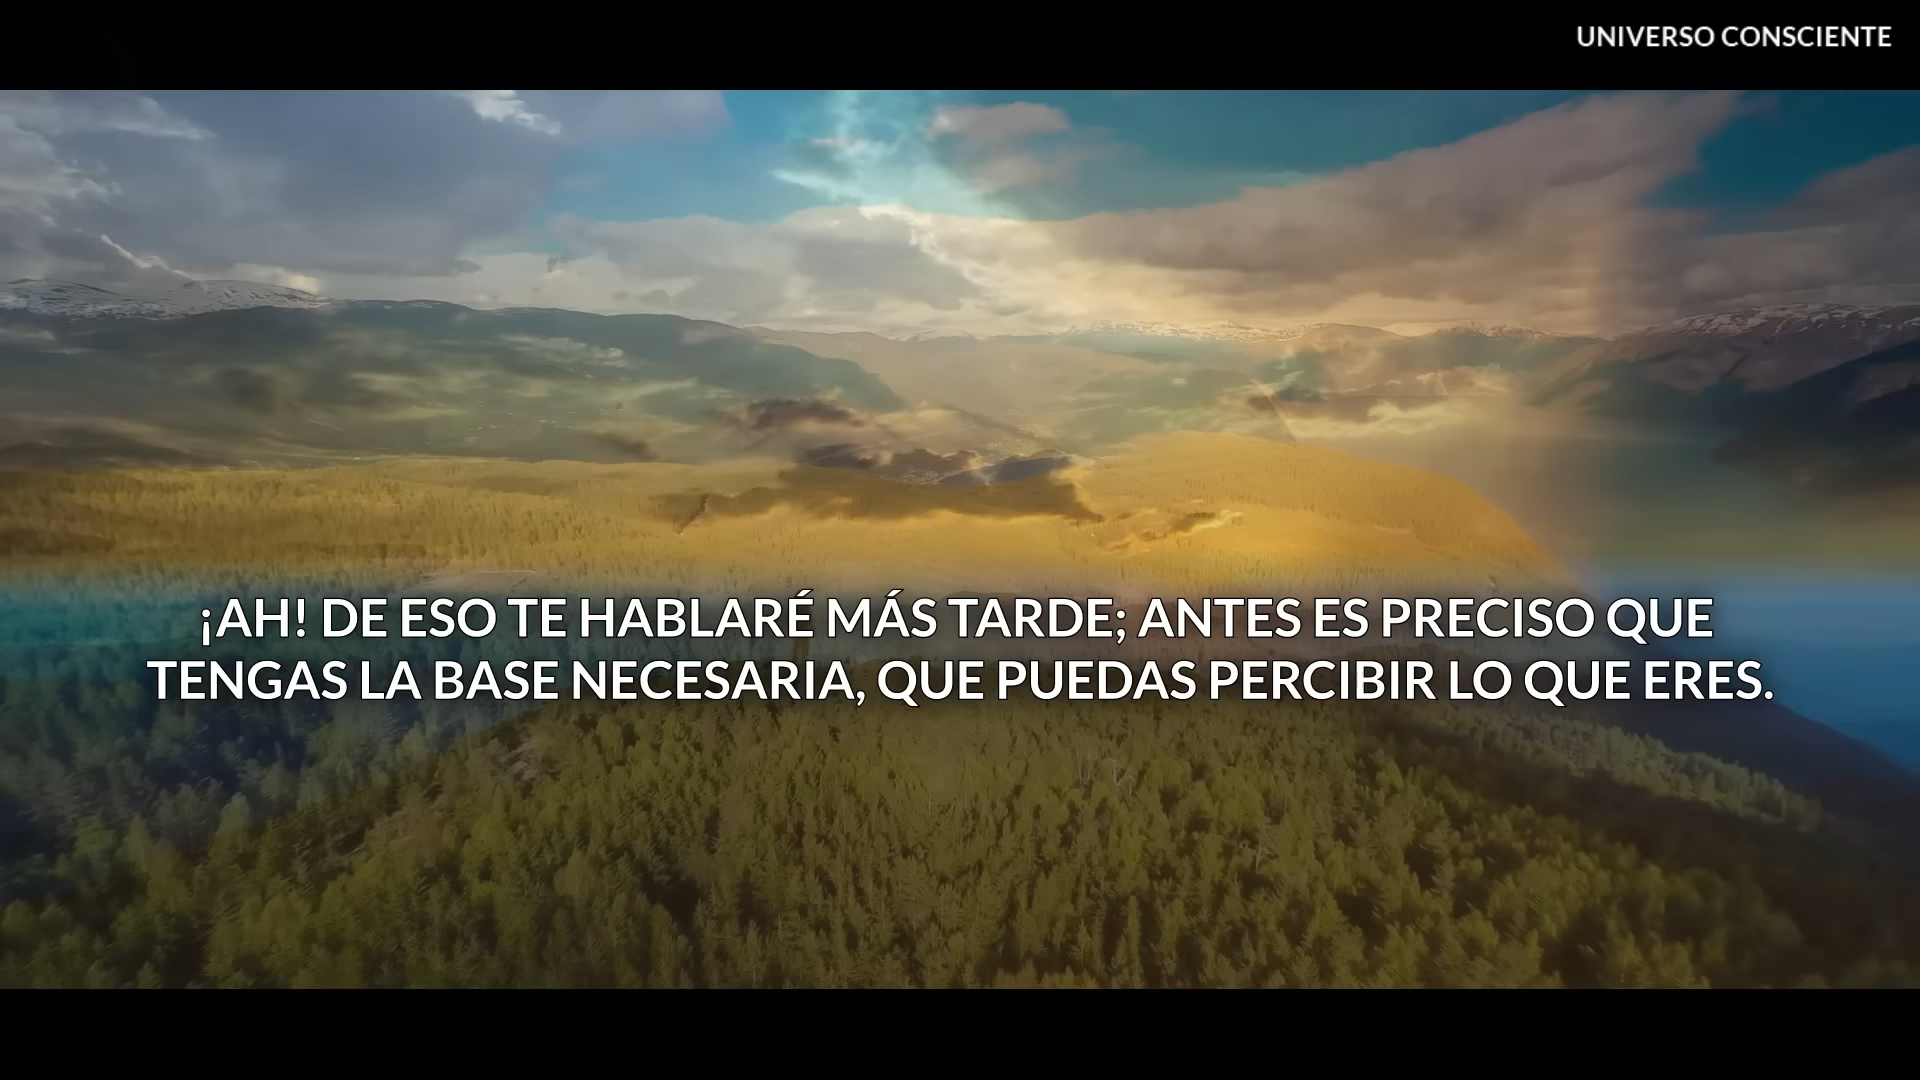 UNIVERSO CONSCIENTE
¡AH! DE ESO TE HABLARÉ MÁS TARDE; ANTES ES PRECISO QUE
TENGAS LA BASE NECESARIA, QUE PUEDAS PERCIBIR LO QUE ERES.